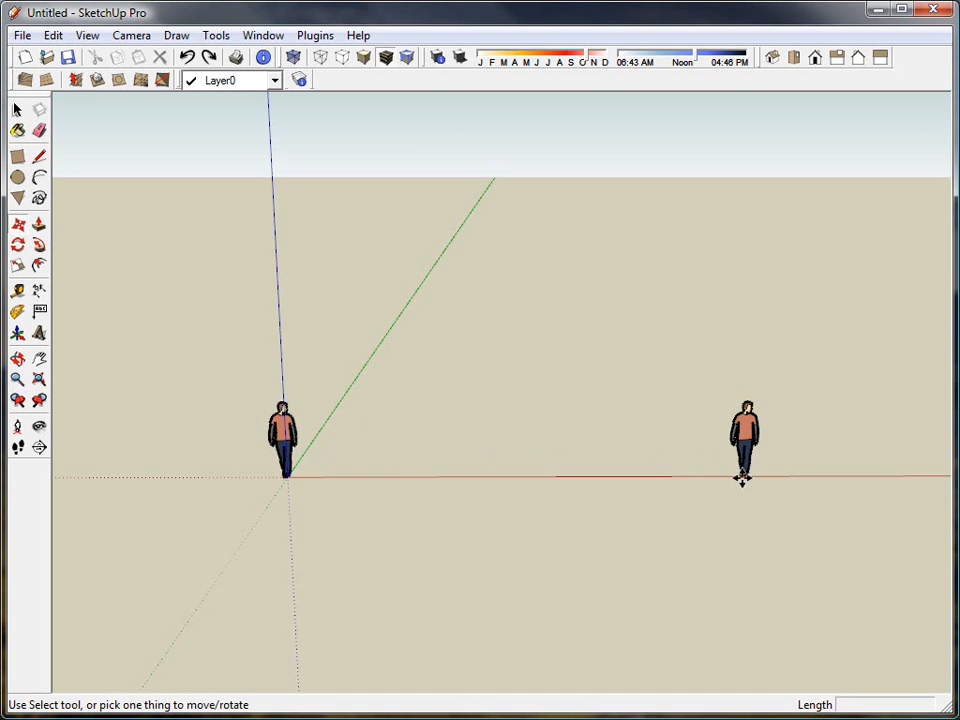 Untitled - SketchUp Pro
File Edit View Camera Draw Tools Window Plugins Help
J F M A M J J A S O N D 06:43 AM Noon 04:46 PM
Layer0
Use Select tool, or pick one thing to move/rotate Length